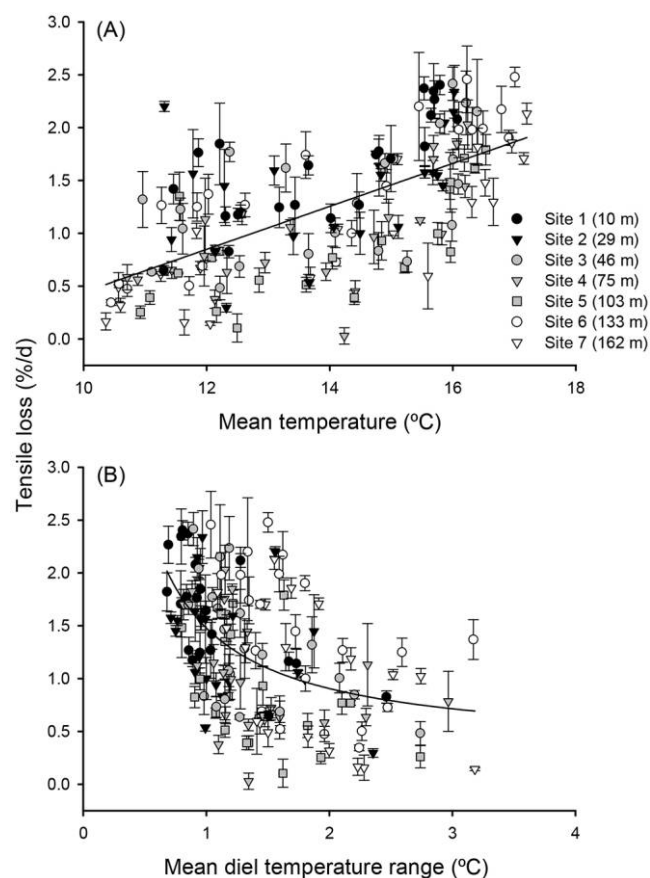 (A)
3.0
2.5
2.0
1.5
1.0
0.5
0.0
10 12 14 16 18
Mean temperature (ºC)
Site 1 (10 m)
Site 2 (29 m)
Site 3 (46 m)
Site 4 (75 m)
Site 5 (103 m)
Site 6 (133 m)
Site 7 (162 m)
Tensile loss (%/d)
(B)
3.0
2.5
2.0
1.5
1.0
0.5
0.0
0 1 2 3 4
Mean diel temperature range (ºC)